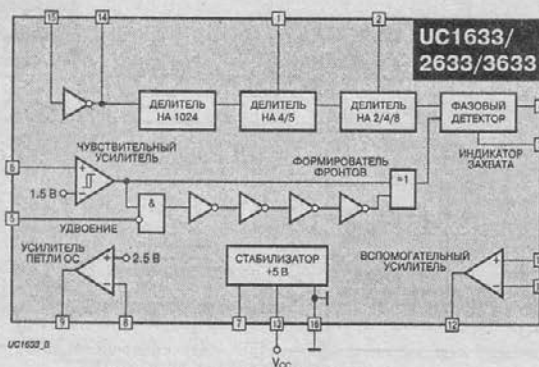 15
14
1
2
UC1633/
2633/3633
ДЕЛИТЕЛЬ
НА 1024
ДЕЛИТЕЛЬ
НА 4/5
ДЕЛИТЕЛЬ
НА 2/4/8
ФАЗОВЫЙ
ДЕТЕКТОР
ЧУВСТВИТЕЛЬНЫЙ
УСИЛИТЕЛЬ
ФОРМИРОВАТЕЛЬ
ФРОНТОВ
ИНДИКАТОР
ЗАХВАТА
6
+
−
1.5 В
&
=1
5
УДВОЕНИЕ
УСИЛИТЕЛЬ
ПЕТЛИ ОС
+
2.5 В
−
СТАБИЛИЗАТОР
+5 В
ВСПОМОГАТЕЛЬНЫЙ
УСИЛИТЕЛЬ
+
−
9
8
7
13
16
12
UC1633_B
VCC